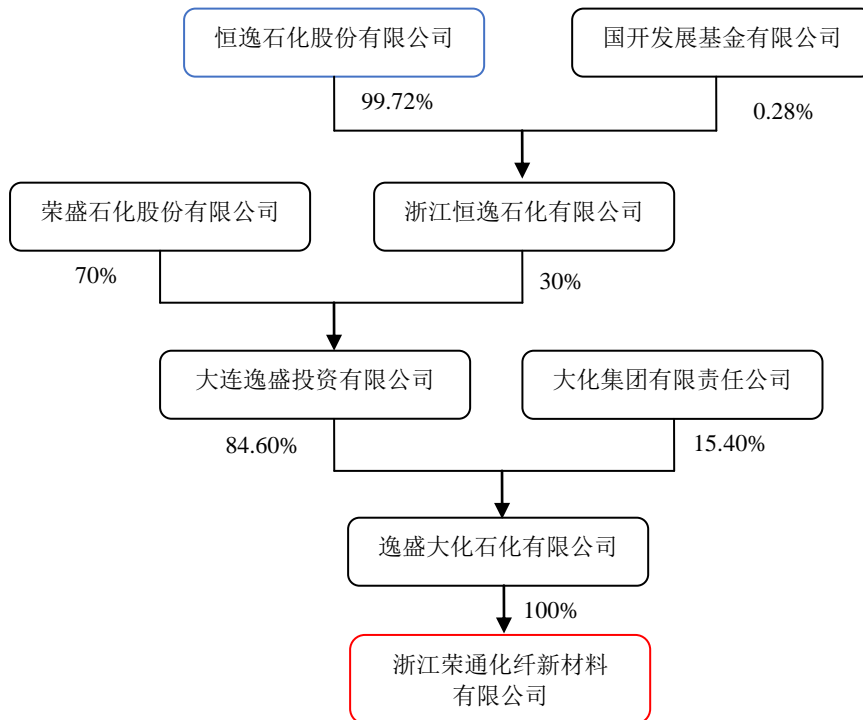 恒逸石化股份有限公司
国开发展基金有限公司
99.72%
0.28%
荣盛石化股份有限公司
浙江恒逸石化有限公司
70%
30%
大连逸盛投资有限公司
大化集团有限责任公司
84.60%
15.40%
逸盛大化石化有限公司
100%
浙江荣通化纤新材料
有限公司